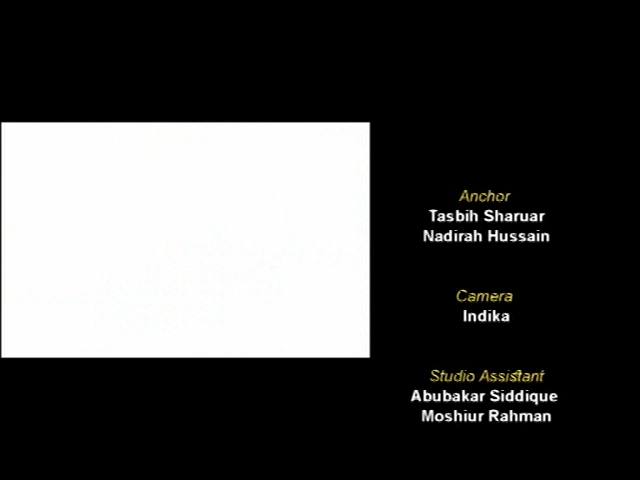 Anchor
Tasbih Sharuar
Nadirah Hussain
Camera
Indika
Studio Assistant
Abubakar Siddique
Moshiur Rahman